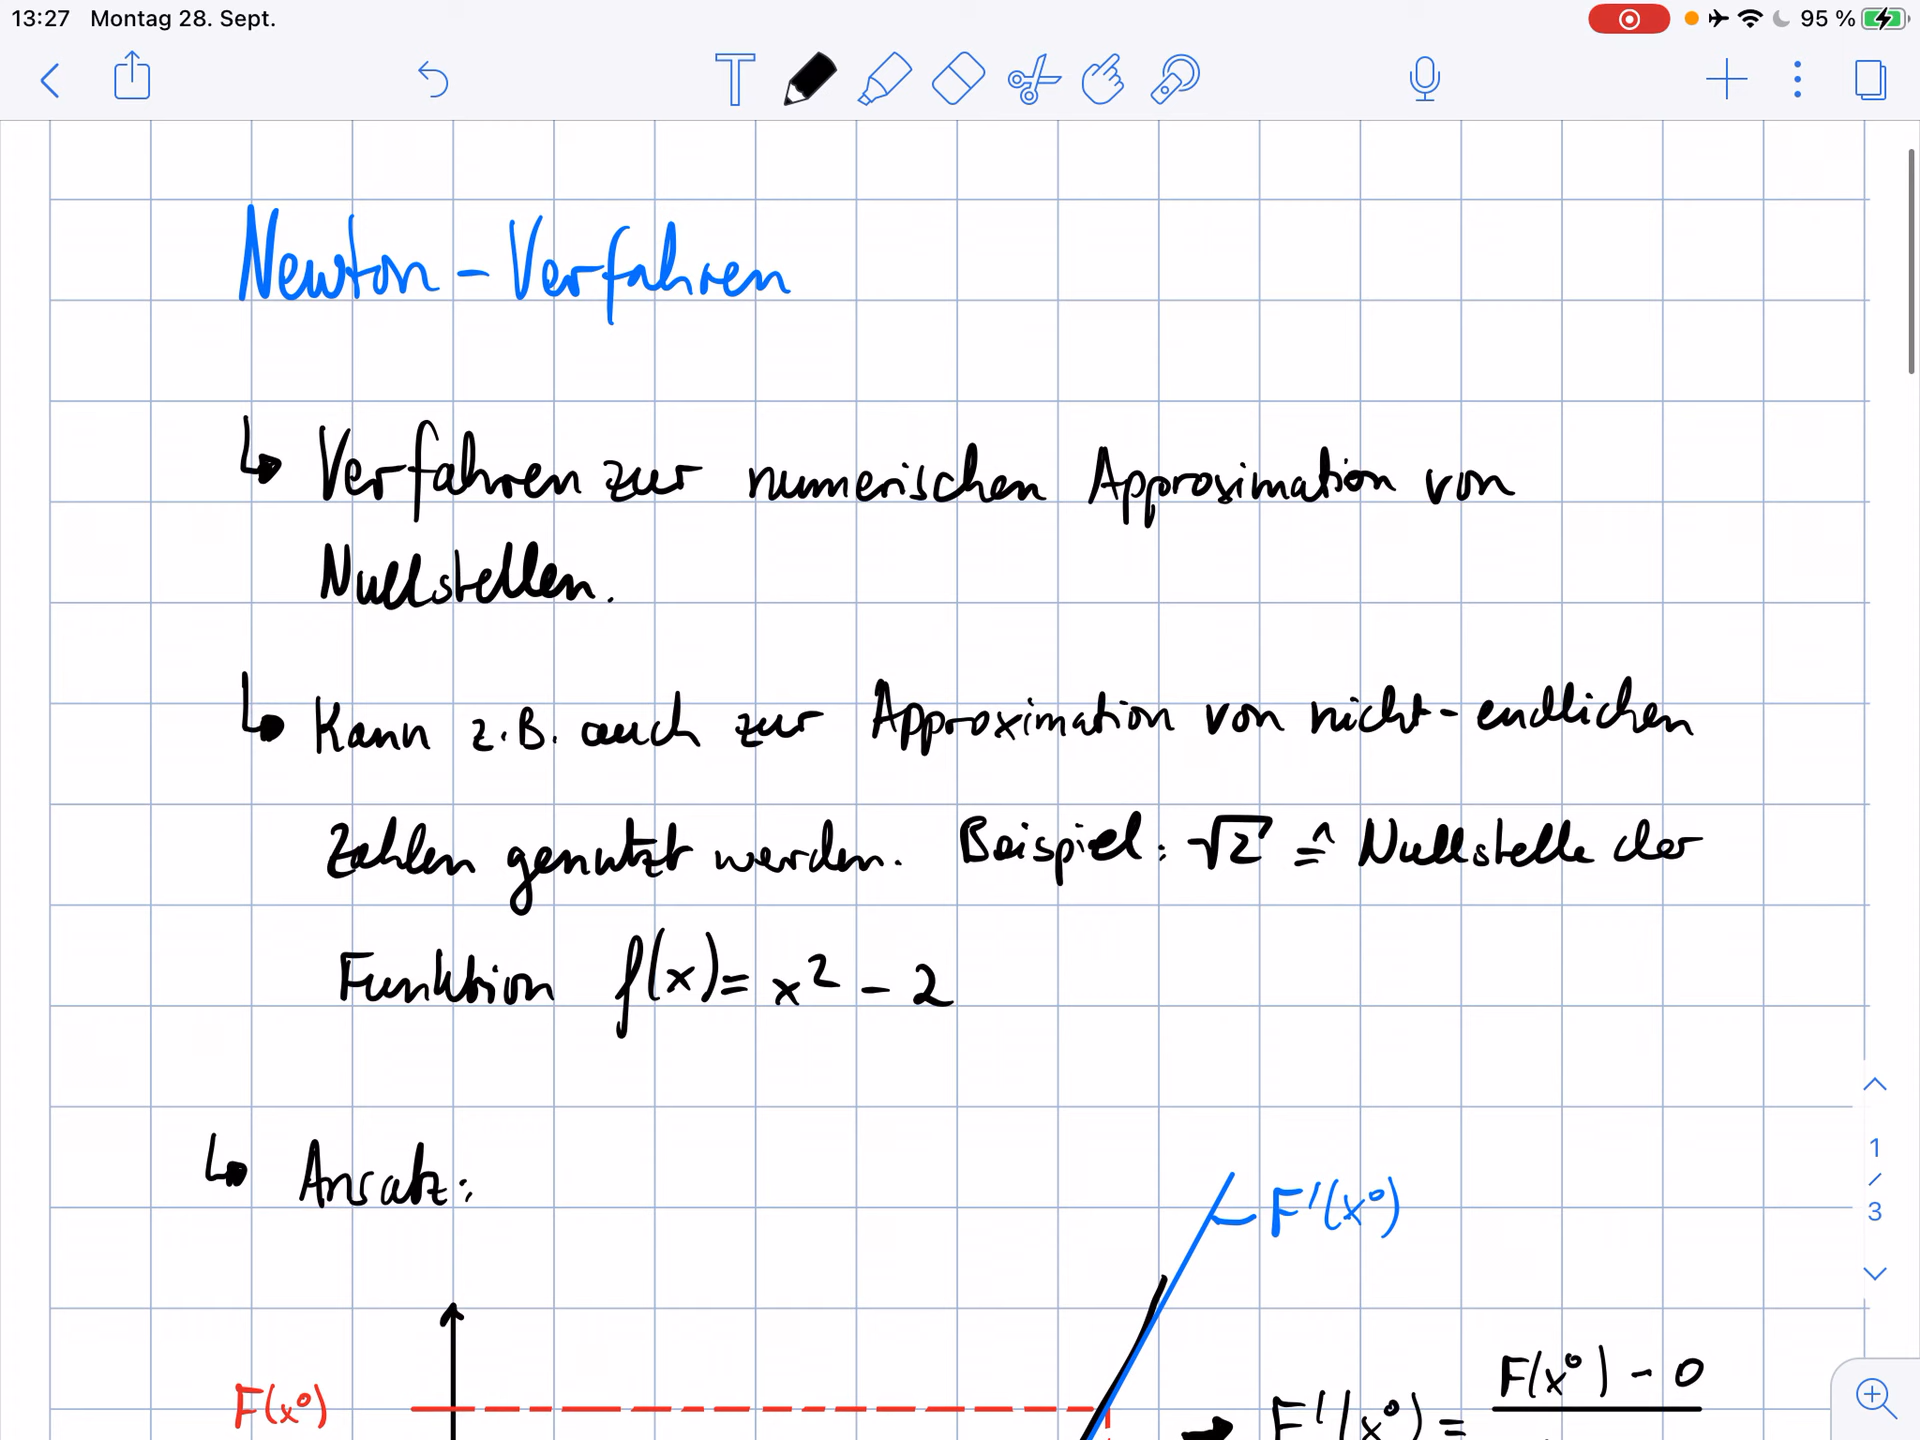 13:27 Montag 28. Sept. 95 %
Newton-Verfahren
↳ Verfahren zur numerischen Approximation von
Nullstellen.
↳ Kann z.B. auch zur Approximation von nicht-endlichen
Zahlen genutzt werden. Beispiel: √2 ≙ Nullstelle der
Funktion f(x) = x² - 2
↳ Ansatz:
F'(x⁰)
F(x⁰)
→ F'(x⁰) = F(x⁰) - 0
1
/
3